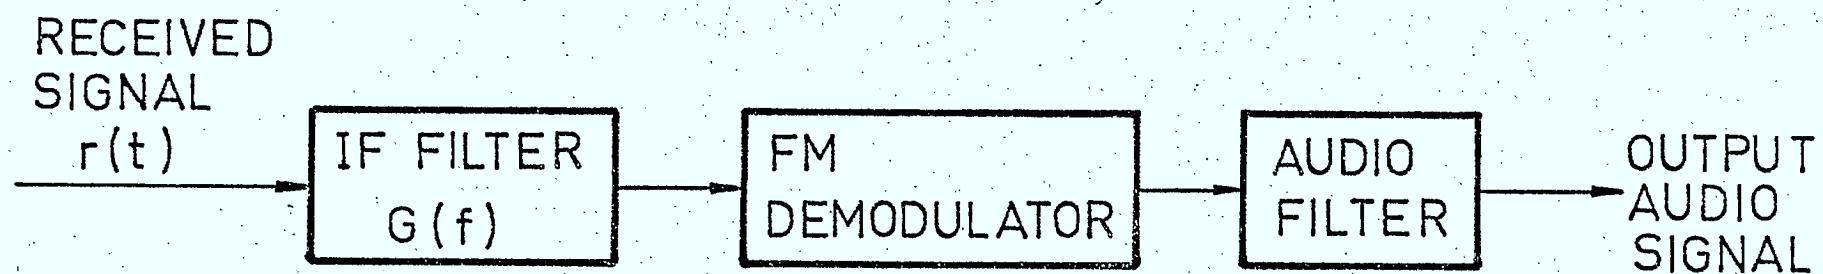 RECEIVED
SIGNAL
r(t)
IF FILTER
G(f)
FM
DEMODULATOR
AUDIO
FILTER
OUTPUT
AUDIO
SIGNAL